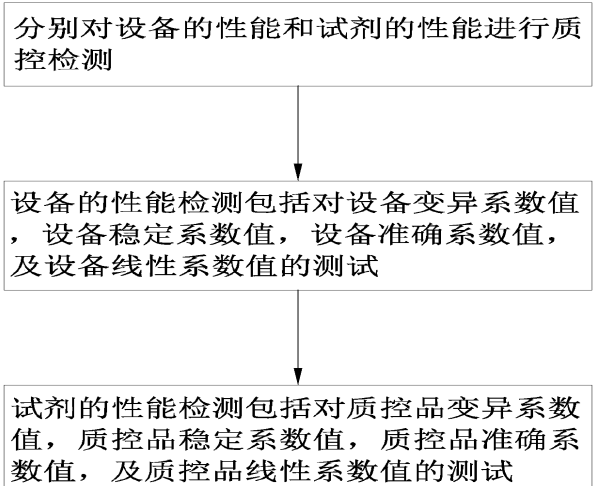 分别对设备的性能和试剂的性能进行质
控检测
设备的性能检测包括对设备变异系数值
，设备稳定系数值，设备准确系数值，
及设备线性系数值的测试
试剂的性能检测包括对质控品变异系数
值，质控品稳定系数值，质控品准确系
数值，及质控品线性系数值的测试